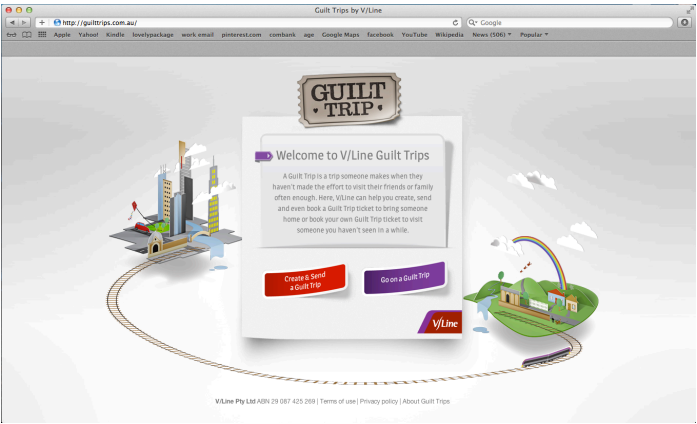 Guilt Trips by V/Line
http://guilttrips.com.au/
Google
Apple Yahoo! Kindle lovelypackage work email pinterest.com combank age Google Maps facebook YouTube Wikipedia News (506) Popular
GUILT
TRIP
Welcome to V/Line Guilt Trips
A Guilt Trip is a trip someone makes when they
haven't made the effort to visit their friends or family
often enough. Here, V/Line can help you create, send
and even book a Guilt Trip ticket to bring someone
home or book your own Guilt Trip ticket to visit
someone you haven't seen in a while.
Create & Send
a Guilt Trip
Go on a Guilt Trip
V/Line
V/Line Pty Ltd ABN 29 087 425 269 | Terms of use | Privacy policy | About Guilt Trips